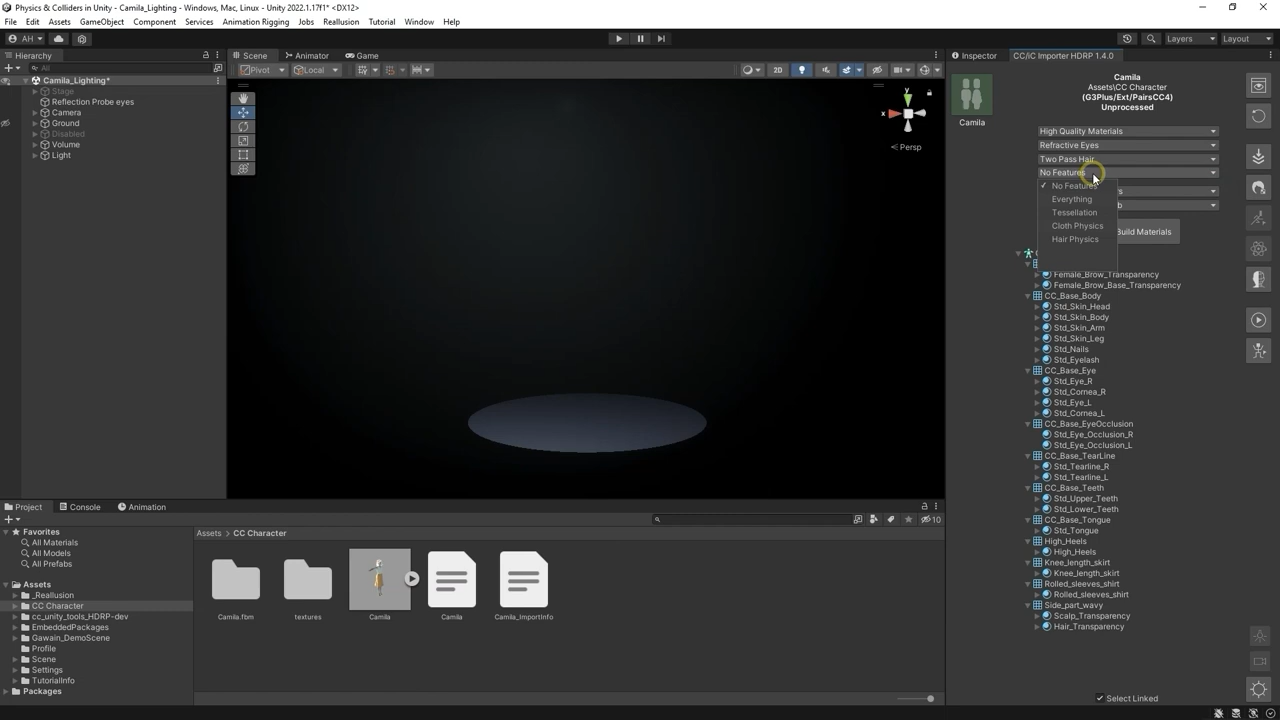 Physics & Colliders in Unity - Camila_Lighting - Windows, Mac, Linux - Unity 2022.1.17f1* <DX12>
File Edit Assets GameObject Component Services Animation Rigging Jobs Reallusion Tutorial Window Help
AH Layers Layout
Hierarchy
All
Camila_Lighting*
Stage
Reflection Probe eyes
Camera
Ground
Disabled
Volume
Light
Scene Animator Game
Pivot Local 2D
y
x
Persp
Inspector CC/iC Importer HDRP 1.4.0
Camila
Camila
Assets\CC Character
(G3Plus/Ext/PairsCC4)
Unprocessed
High Quality Materials
Refractive Eyes
Two Pass Hair
No Features
No Features
Everything
Tessellation
Cloth Physics
Hair Physics
Build Materials
Female_Brow_Transparency
Female_Brow_Base_Transparency
CC_Base_Body
Std_Skin_Head
Std_Skin_Body
Std_Skin_Arm
Std_Skin_Leg
Std_Nails
Std_Eyelash
CC_Base_Eye
Std_Eye_R
Std_Cornea_R
Std_Eye_L
Std_Cornea_L
CC_Base_EyeOcclusion
Std_Eye_Occlusion_R
Std_Eye_Occlusion_L
CC_Base_TearLine
Std_Tearline_R
Std_Tearline_L
CC_Base_Teeth
Std_Upper_Teeth
Std_Lower_Teeth
CC_Base_Tongue
Std_Tongue
High_Heels
High_Heels
Knee_length_skirt
Knee_length_skirt
Rolled_sleeves_shirt
Rolled_sleeves_shirt
Side_part_wavy
Scalp_Transparency
Hair_Transparency
Select Linked
Project Console Animation
10
Favorites
All Materials
All Models
All Prefabs
Assets
_Reallusion
CC Character
cc_unity_tools_HDRP-dev
EmbeddedPackages
Gawain_DemoScene
Profile
Scene
Settings
TutorialInfo
Packages
Assets > CC Character
Camila.fbm textures Camila Camila Camila_ImportInfo